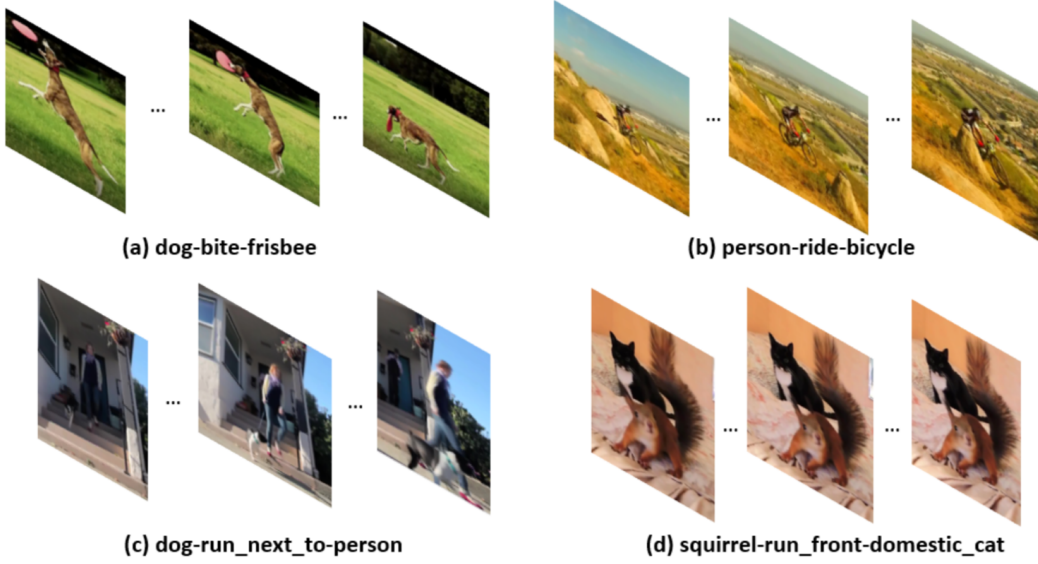 ... ...
(a) dog-bite-frisbee
... ...
(b) person-ride-bicycle
... ...
(c) dog-run_next_to-person
... ...
(d) squirrel-run_front-domestic_cat